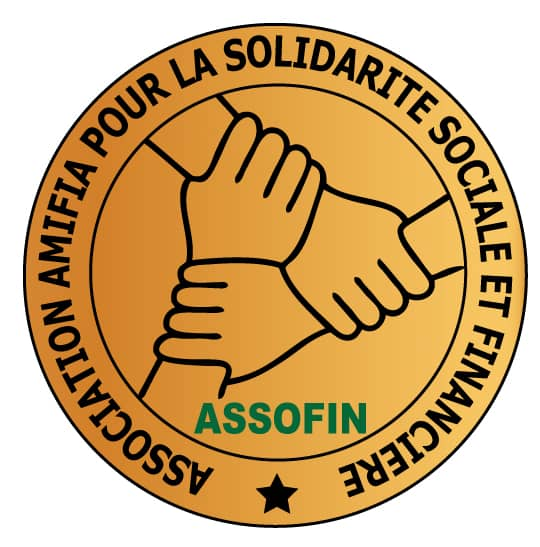 ASSOCIATION AMIFIA POUR LA SOLIDARITE SOCIALE ET FINANCIERE
ASSOFIN